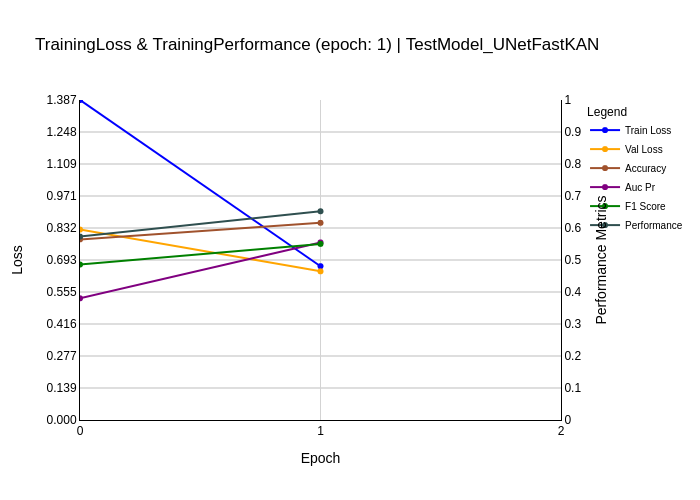 TrainingLoss & TrainingPerformance (epoch: 1) | TestModel_UNetFastKAN
1.387
1.248
1.109
0.971
0.832
0.693
0.555
0.416
0.277
0.139
0.000
Loss
0
1
2
Epoch
1
0.9
0.8
0.7
0.6
0.5
0.4
0.3
0.2
0.1
0
Performance Metrics
Legend
Train Loss
Val Loss
Accuracy
Auc Pr
F1 Score
Performance